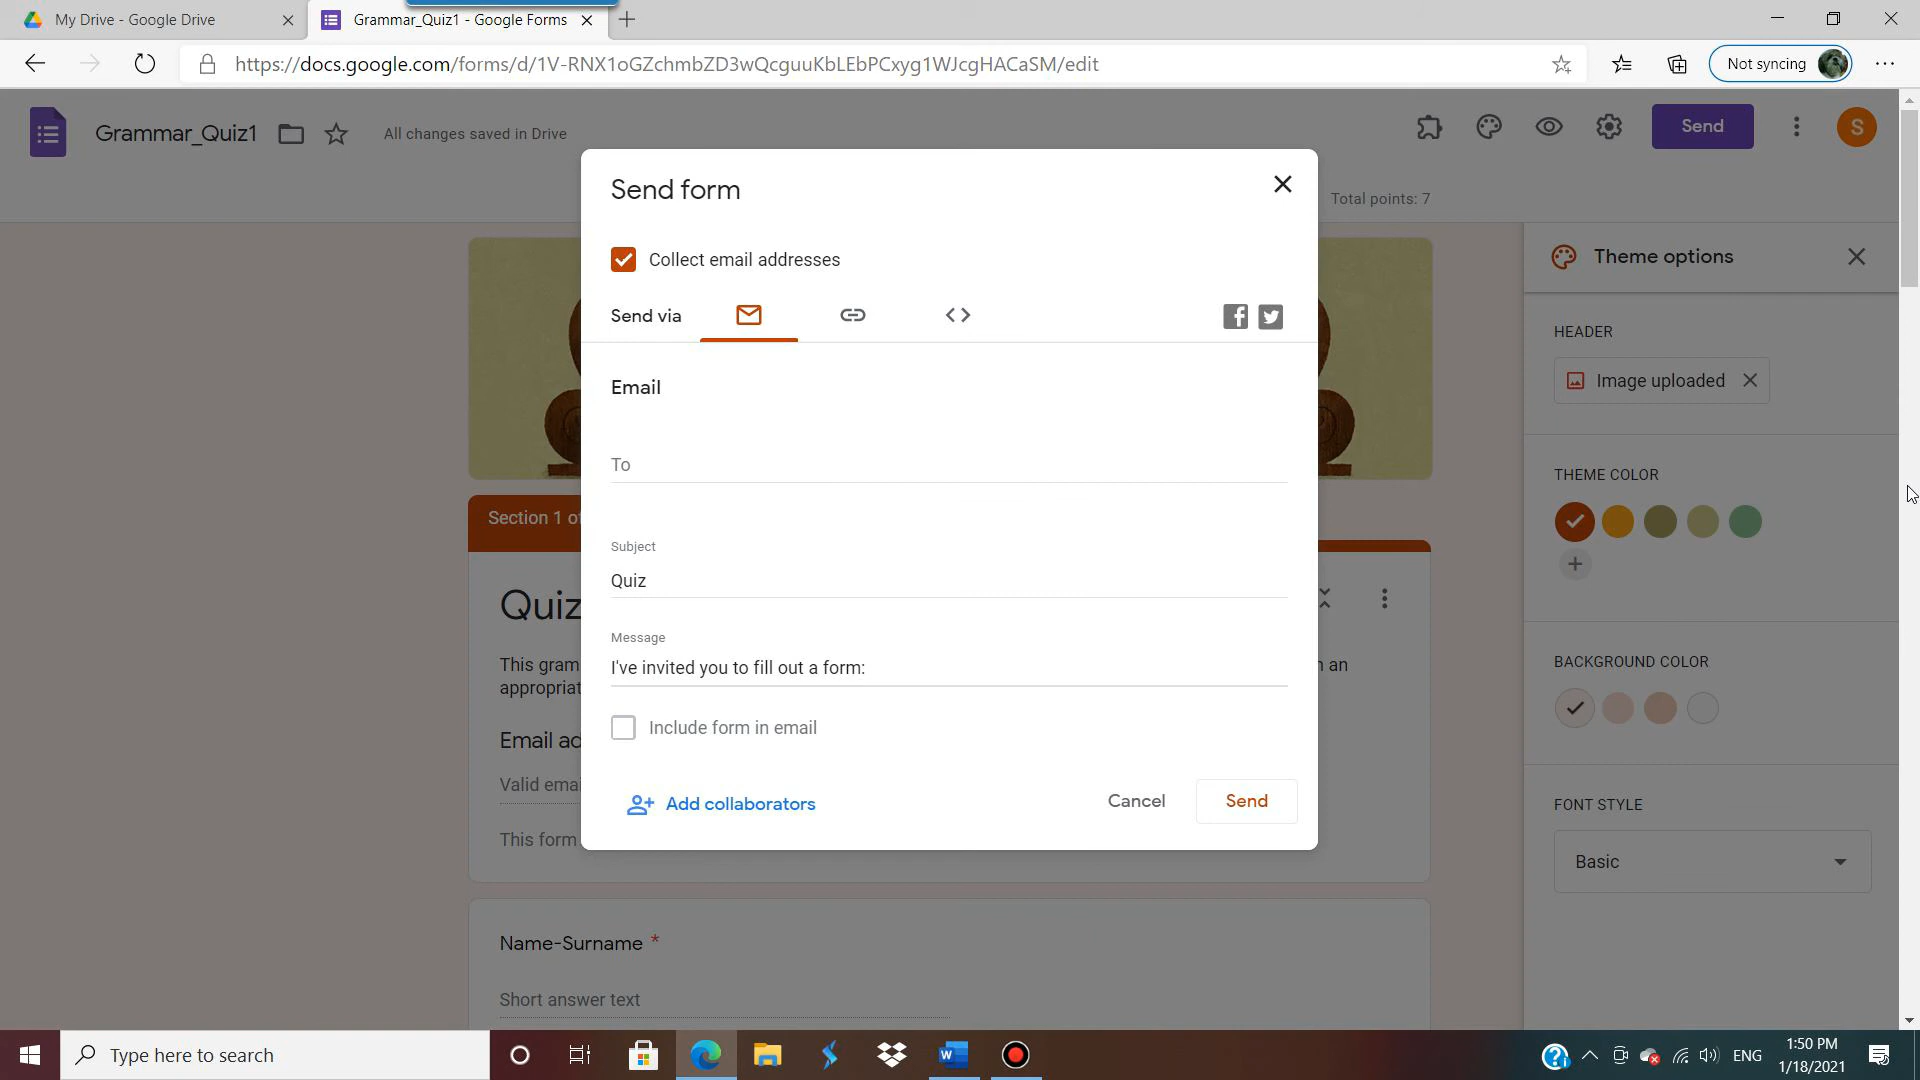 My Drive - Google Drive
Grammar_Quiz1 - Google Forms
https://docs.google.com/forms/d/1V-RNX1oGZchmbZD3wQcguuKbLEbPCxyg1WJcgHACaSM/edit
Not syncing
Grammar_Quiz1
All changes saved in Drive
Send
S
Total points: 7
Send form
Collect email addresses
Send via
Email
To
Subject
Quiz
Message
I've invited you to fill out a form:
Include form in email
Add collaborators
Cancel
Send
Section 1 of
Quiz
This gram
n an
appropriat
Email ad
Valid emai
This form
Name-Surname *
Short answer text
Theme options
HEADER
Image uploaded
THEME COLOR
BACKGROUND COLOR
FONT STYLE
Basic
Type here to search
ENG
1:50 PM
1/18/2021